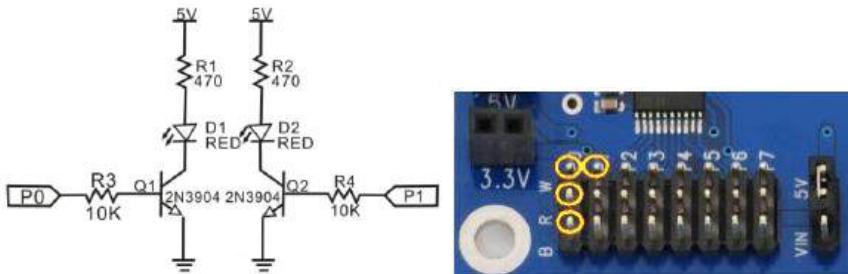 5V 5V
R1 R2
470 470
D1 D2
RED RED
P0 R3 Q1 2N3904 2N3904 Q2 R4 P1
10K 10K
5V
3.3V
P2 P3 P4 P5 P6 P7
W
R
B
5V
VIN